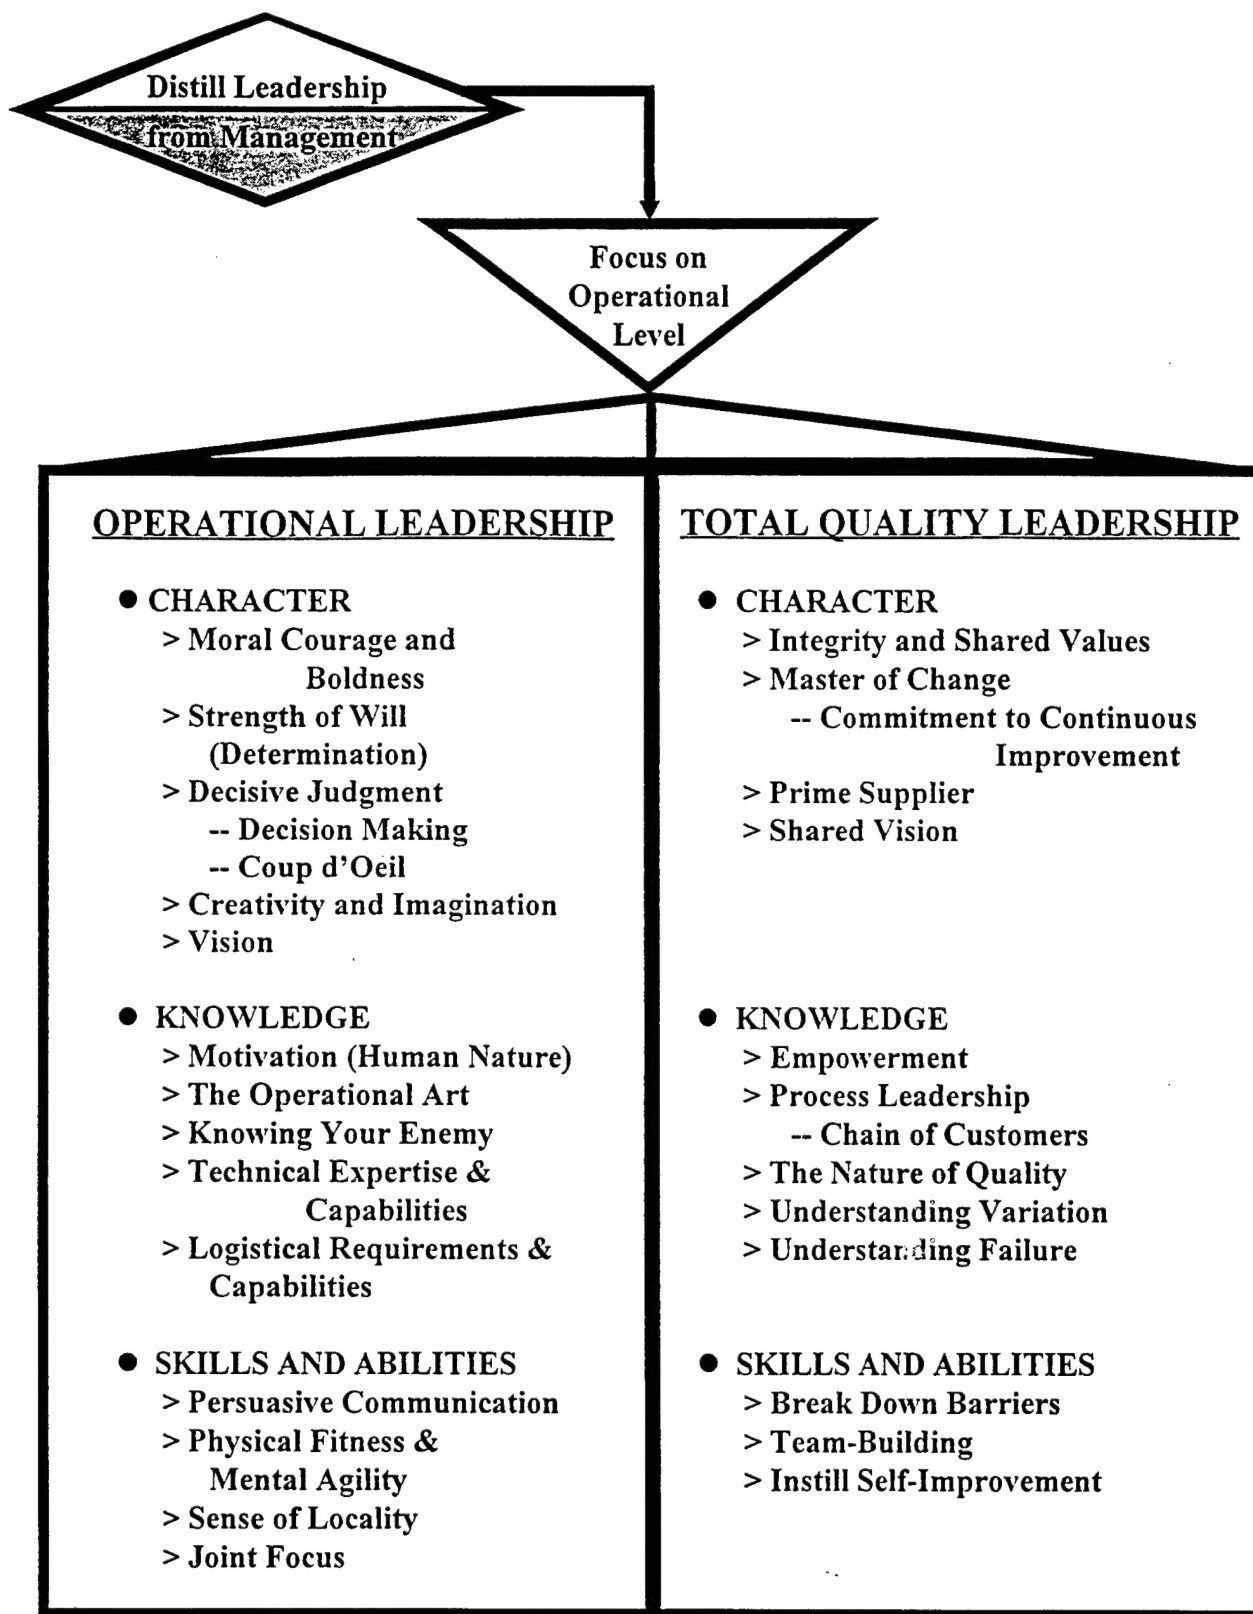 Distill Leadership
from Management
Focus on
Operational
Level
OPERATIONAL LEADERSHIP
● CHARACTER
> Moral Courage and
Boldness
> Strength of Will
(Determination)
> Decisive Judgment
-- Decision Making
-- Coup d'Oeil
> Creativity and Imagination
> Vision
● KNOWLEDGE
> Motivation (Human Nature)
> The Operational Art
> Knowing Your Enemy
> Technical Expertise &
Capabilities
> Logistical Requirements &
Capabilities
● SKILLS AND ABILITIES
> Persuasive Communication
> Physical Fitness &
Mental Agility
> Sense of Locality
> Joint Focus
TOTAL QUALITY LEADERSHIP
● CHARACTER
> Integrity and Shared Values
> Master of Change
-- Commitment to Continuous
Improvement
> Prime Supplier
> Shared Vision
● KNOWLEDGE
> Empowerment
> Process Leadership
-- Chain of Customers
> The Nature of Quality
> Understanding Variation
> Understanding Failure
● SKILLS AND ABILITIES
> Break Down Barriers
> Team-Building
> Instill Self-Improvement